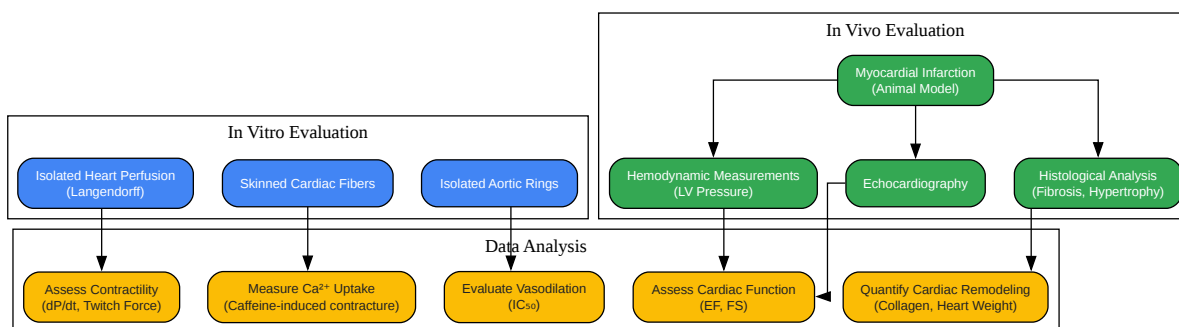 In Vivo Evaluation
Myocardial Infarction
(Animal Model)
In Vitro Evaluation
Isolated Heart Perfusion
(Langendorff)
Skinned Cardiac Fibers
Isolated Aortic Rings
Hemodynamic Measurements
(LV Pressure)
Echocardiography
Histological Analysis
(Fibrosis, Hypertrophy)
Data Analysis
Assess Contractility
(dP/dt, Twitch Force)
Measure Ca²⁺ Uptake
(Caffeine-induced contracture)
Evaluate Vasodilation
(IC₅₀)
Assess Cardiac Function
(EF, FS)
Quantify Cardiac Remodeling
(Collagen, Heart Weight)